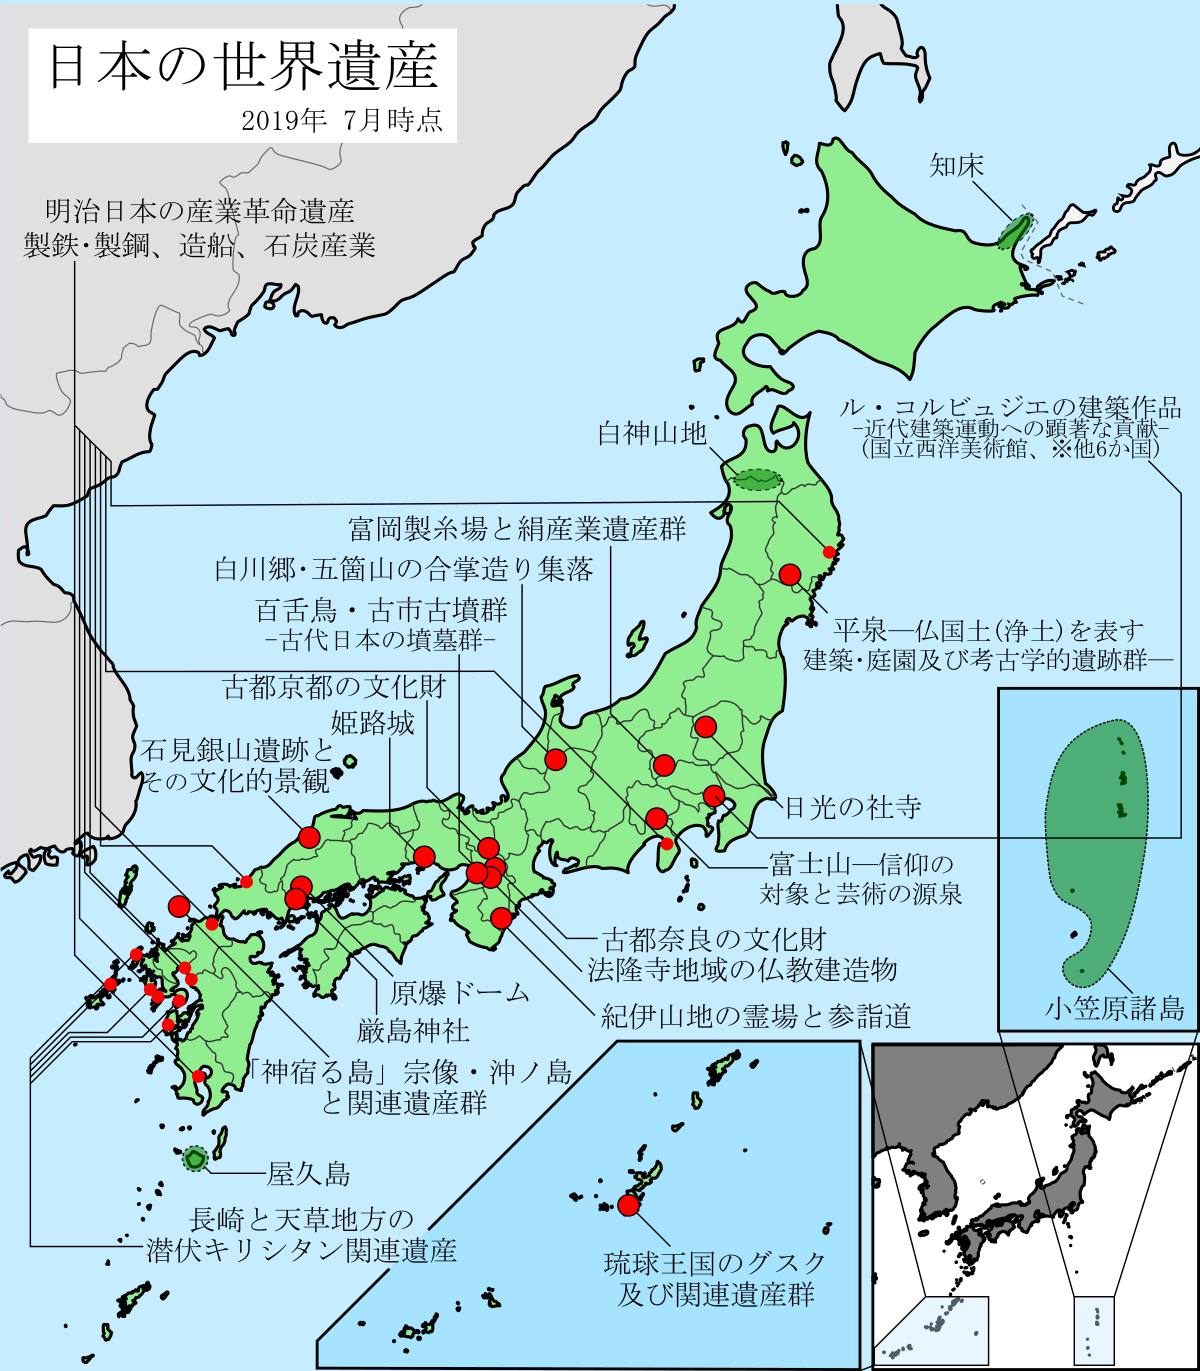 日本の世界遺産
2019年 7月時点
知床
明治日本の産業革命遺産
製鉄・製鋼、造船、石炭産業
ル・コルビュジエの建築作品
-近代建築運動への顕著な貢献-
(国立西洋美術館、※他6か国)
白神山地
富岡製糸場と絹産業遺産群
白川郷・五箇山の合掌造り集落
百舌鳥・古市古墳群
-古代日本の墳墓群-
平泉―仏国土(浄土)を表す
建築・庭園及び考古学的遺跡群―
古都京都の文化財
姫路城
石見銀山遺跡と
その文化的景観
日光の社寺
富士山―信仰の
対象と芸術の源泉
古都奈良の文化財
法隆寺地域の仏教建造物
原爆ドーム
紀伊山地の霊場と参詣道
小笠原諸島
厳島神社
「神宿る島」宗像・沖ノ島
と関連遺産群
屋久島
長崎と天草地方の
潜伏キリシタン関連遺産
琉球王国のグスク
及び関連遺産群